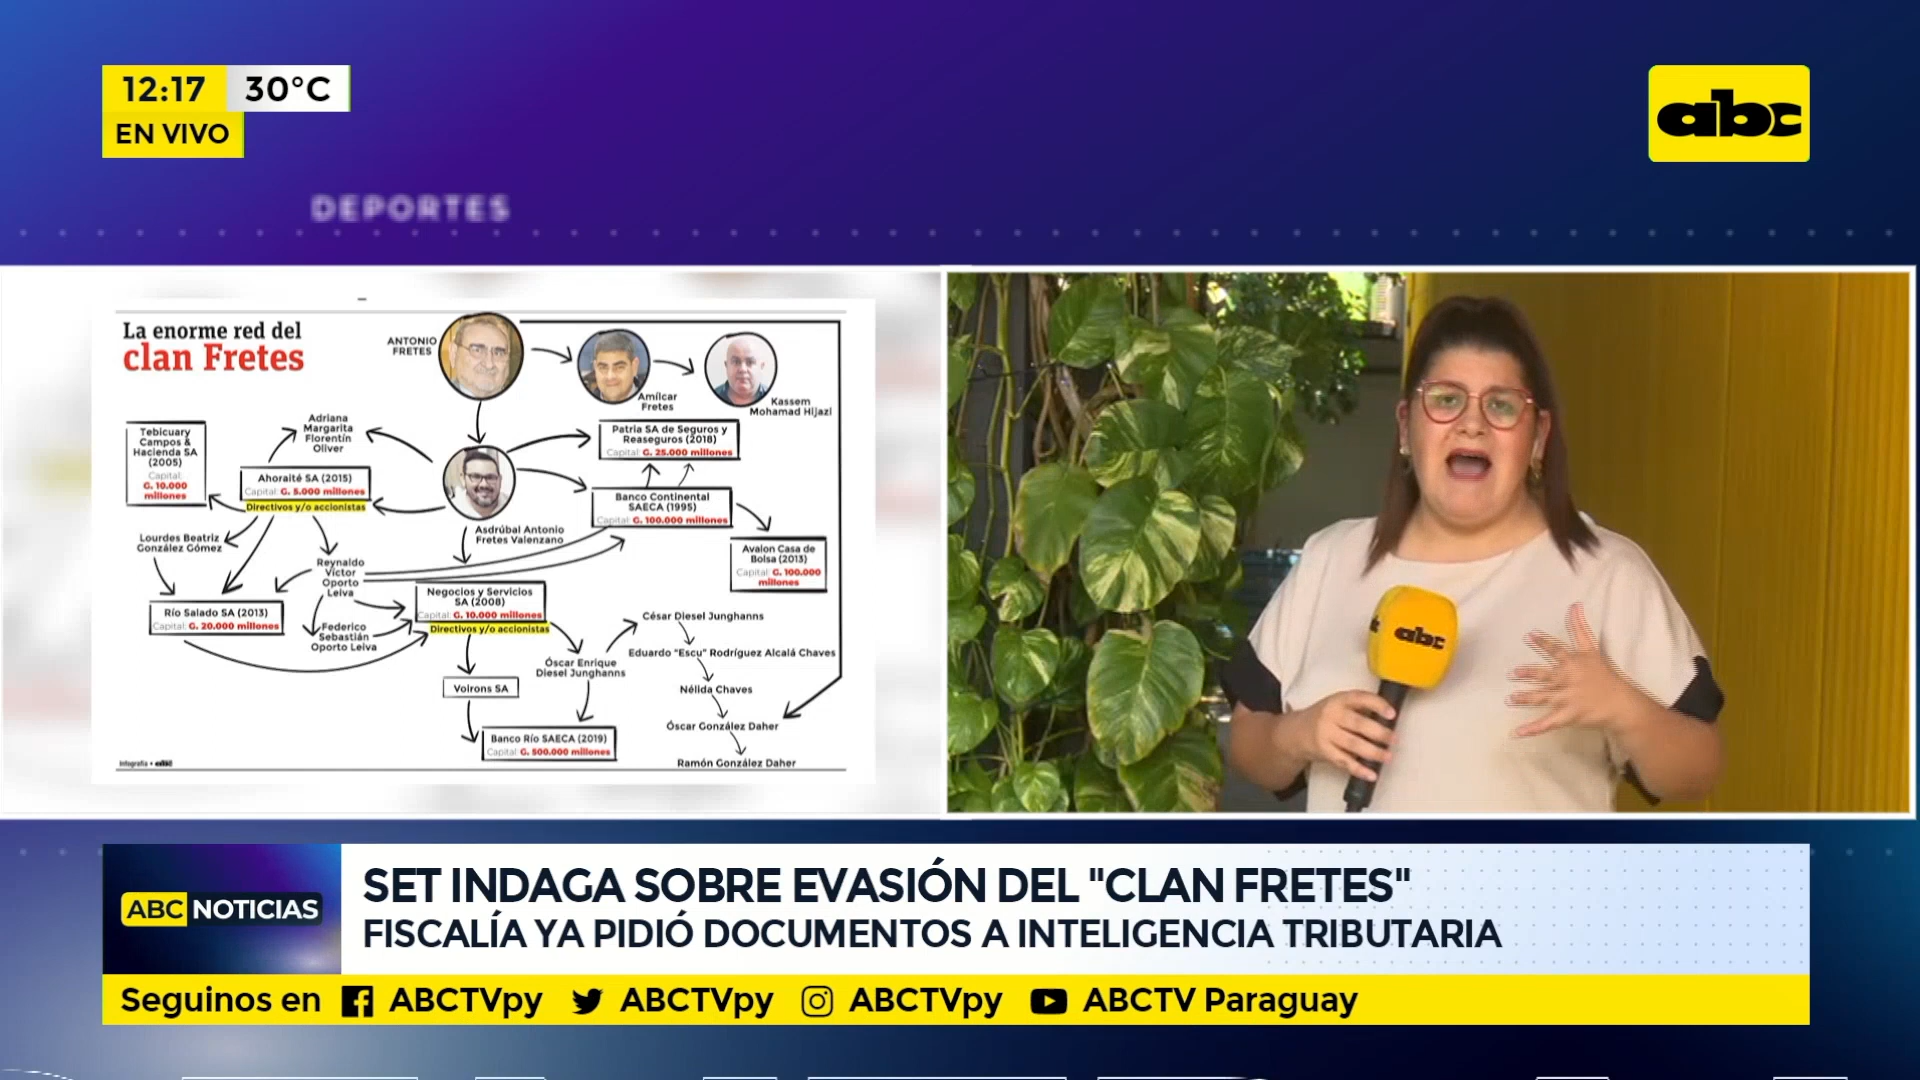 12:17 30°C
EN VIVO
abc
DEPORTES
La enorme red del
clan Fretes
ANTONIO
FRETES
Amílcar
Fretes
Kassem
Mohamad Hijazi
Tebicuary
Campos &
Hacienda SA
(2005)
Capital:
G. 10.000
millones
Adriana
Margarita
Florentín
Oliver
Patria SA de Seguros y
Reaseguros (2018)
Capital: G. 25.000 millones
Ahoraité SA (2015)
Capital: G. 5.000 millones
Directivos y/o accionistas
Banco Continental
SAECA (1995)
Capital: G. 100.000 millones
Asdrúbal Antonio
Fretes Valenzano
Lourdes Beatriz
González Gómez
Avalon Casa de
Bolsa (2013)
Capital: G. 100.000
millones
Reynaldo
Víctor
Oporto
Leiva
Negocios y Servicios
SA (2008)
Capital: G. 10.000 millones
Directivos y/o accionistas
Río Salado SA (2013)
Capital: G. 20.000 millones
Federico
Sebastián
Oporto Leiva
César Diesel Junghanns
Eduardo "Escu" Rodríguez Alcalá Chaves
Óscar Enrique
Diesel Junghanns
Voirons SA
Nélida Chaves
Óscar González Daher
Banco Río SAECA (2019)
Capital: G. 500.000 millones
Ramón González Daher
Infografía •
abc
ABC NOTICIAS
SET INDAGA SOBRE EVASIÓN DEL "CLAN FRETES"
FISCALÍA YA PIDIÓ DOCUMENTOS A INTELIGENCIA TRIBUTARIA
Seguinos en ABCTVpy ABCTVpy ABCTVpy ABCTV Paraguay